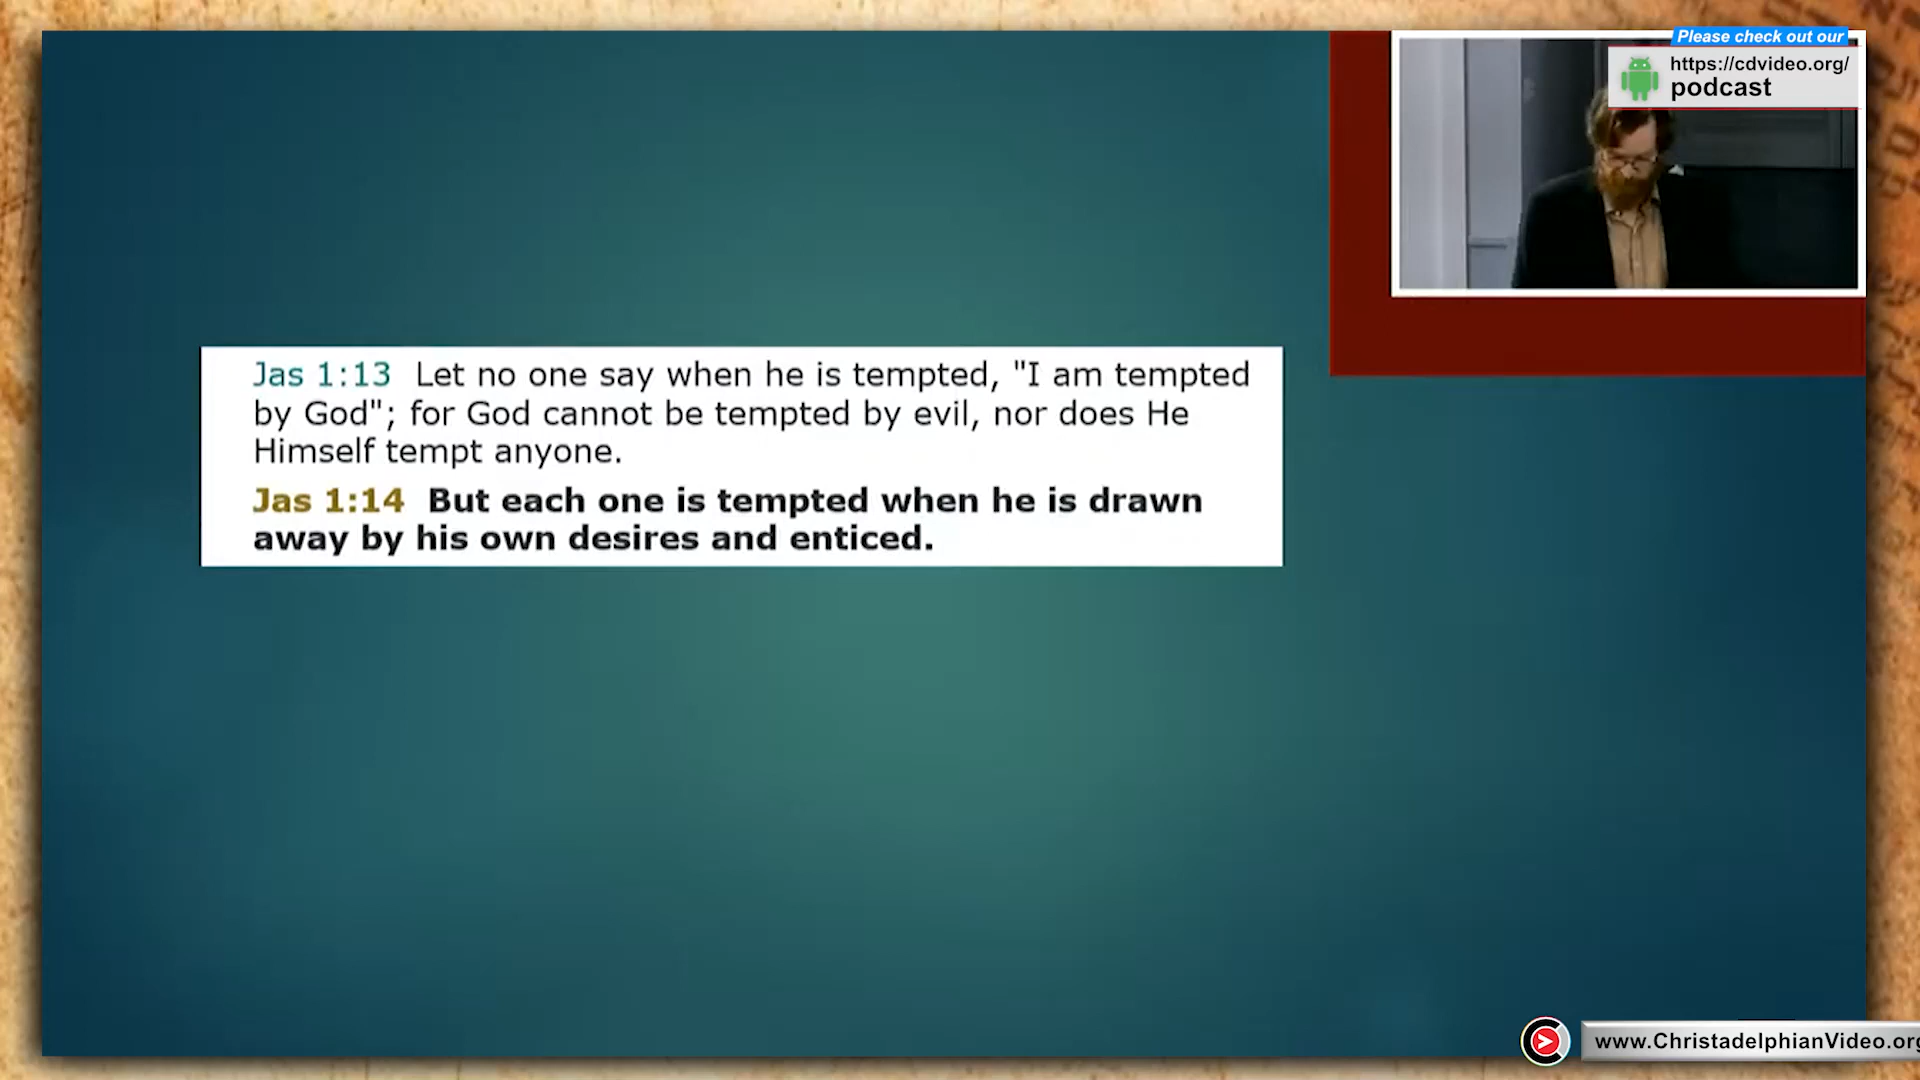 Please check out our
https://cdvideo.org/
podcast
Jas 1:13 Let no one say when he is tempted, "I am tempted
by God"; for God cannot be tempted by evil, nor does He
Himself tempt anyone.
Jas 1:14 But each one is tempted when he is drawn
away by his own desires and enticed.
www.ChristadelphianVideo.org